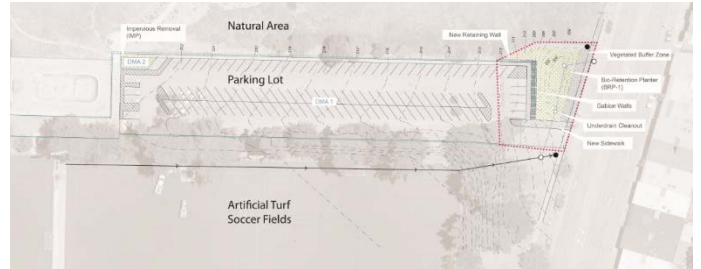 Natural Area
Impervious Removal
(IMP)
New Retaining Wall
Vegetated Buffer Zone
DMA 2
Parking Lot
Bio-Retention Planter
(BRP-1)
DMA 1
Gabion Walls
Underdrain Cleanout
New Sidewalk
Artificial Turf
Soccer Fields